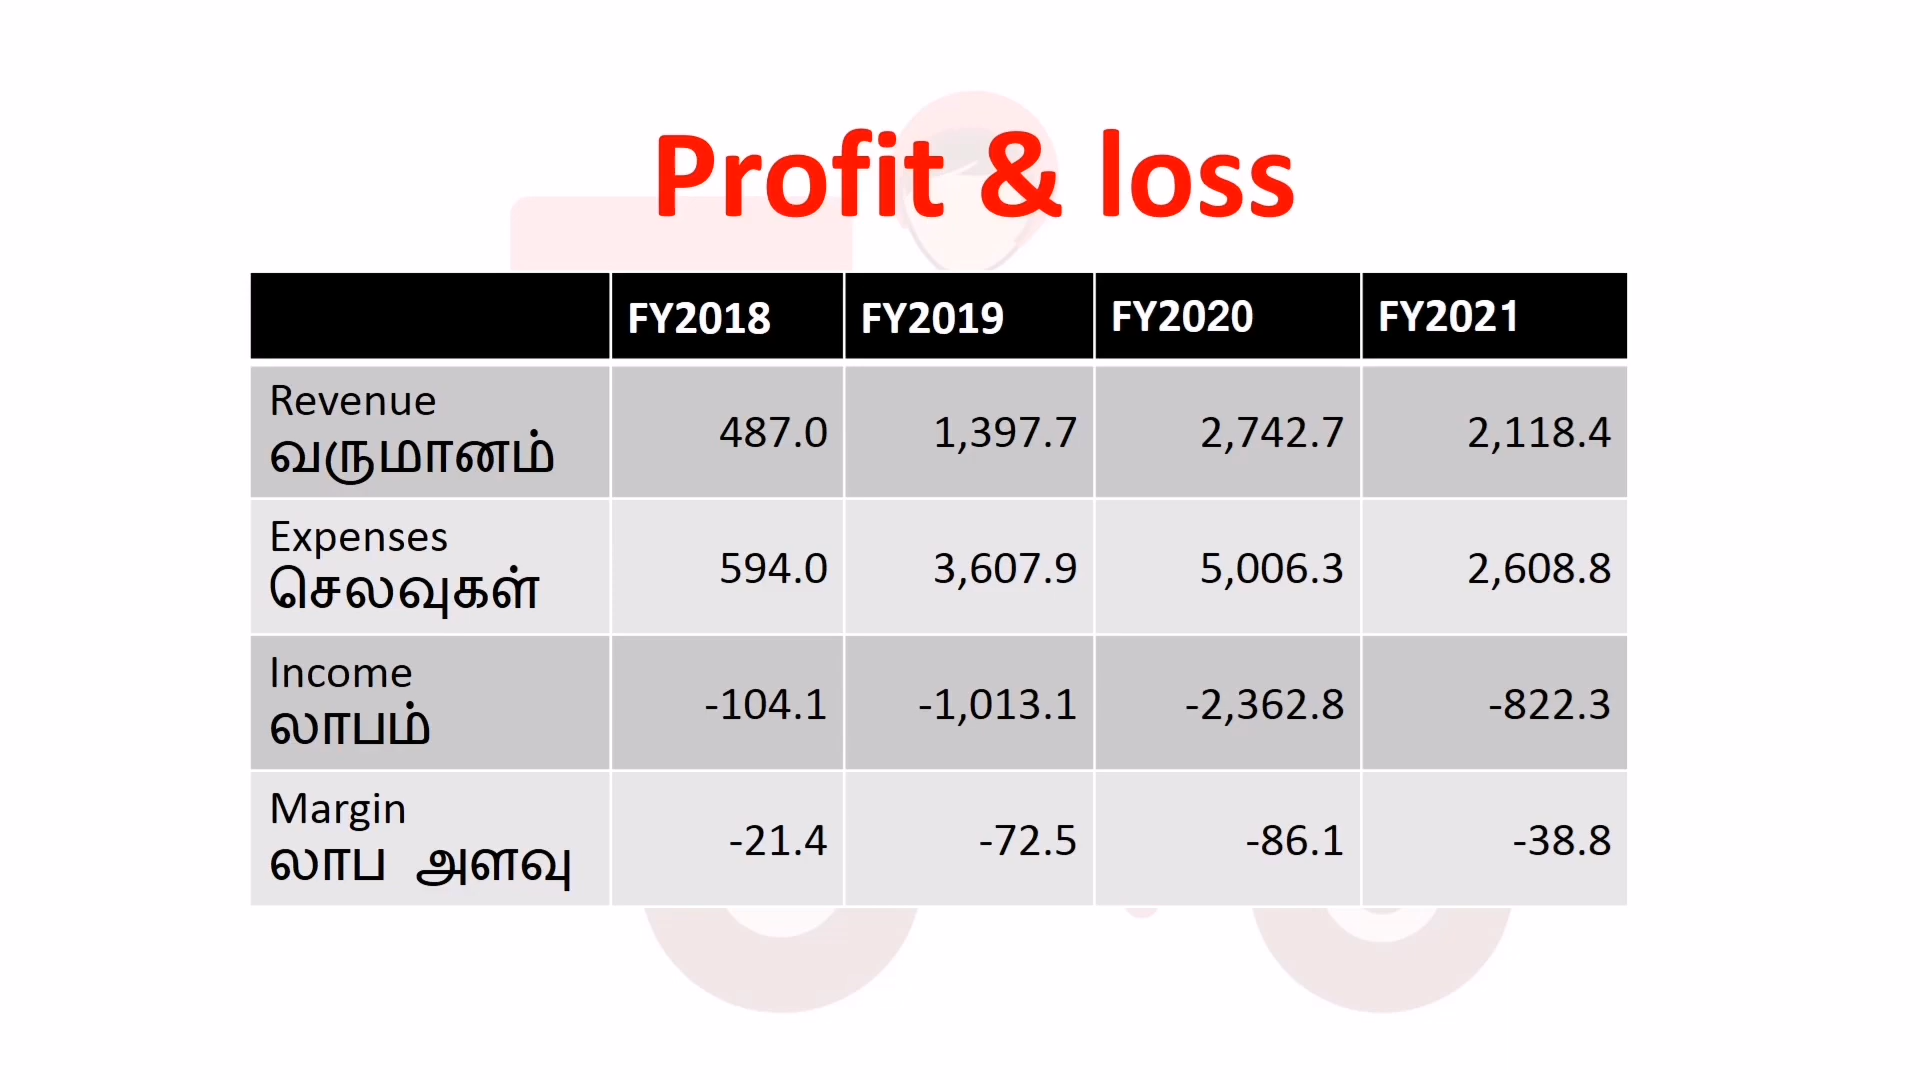 Profit & loss
FY2018 FY2019 FY2020 FY2021
Revenue
வருமானம்
487.0 1,397.7 2,742.7 2,118.4
Expenses
செலவுகள்
594.0 3,607.9 5,006.3 2,608.8
Income
லாபம்
-104.1 -1,013.1 -2,362.8 -822.3
Margin
லாப அளவு
-21.4 -72.5 -86.1 -38.8